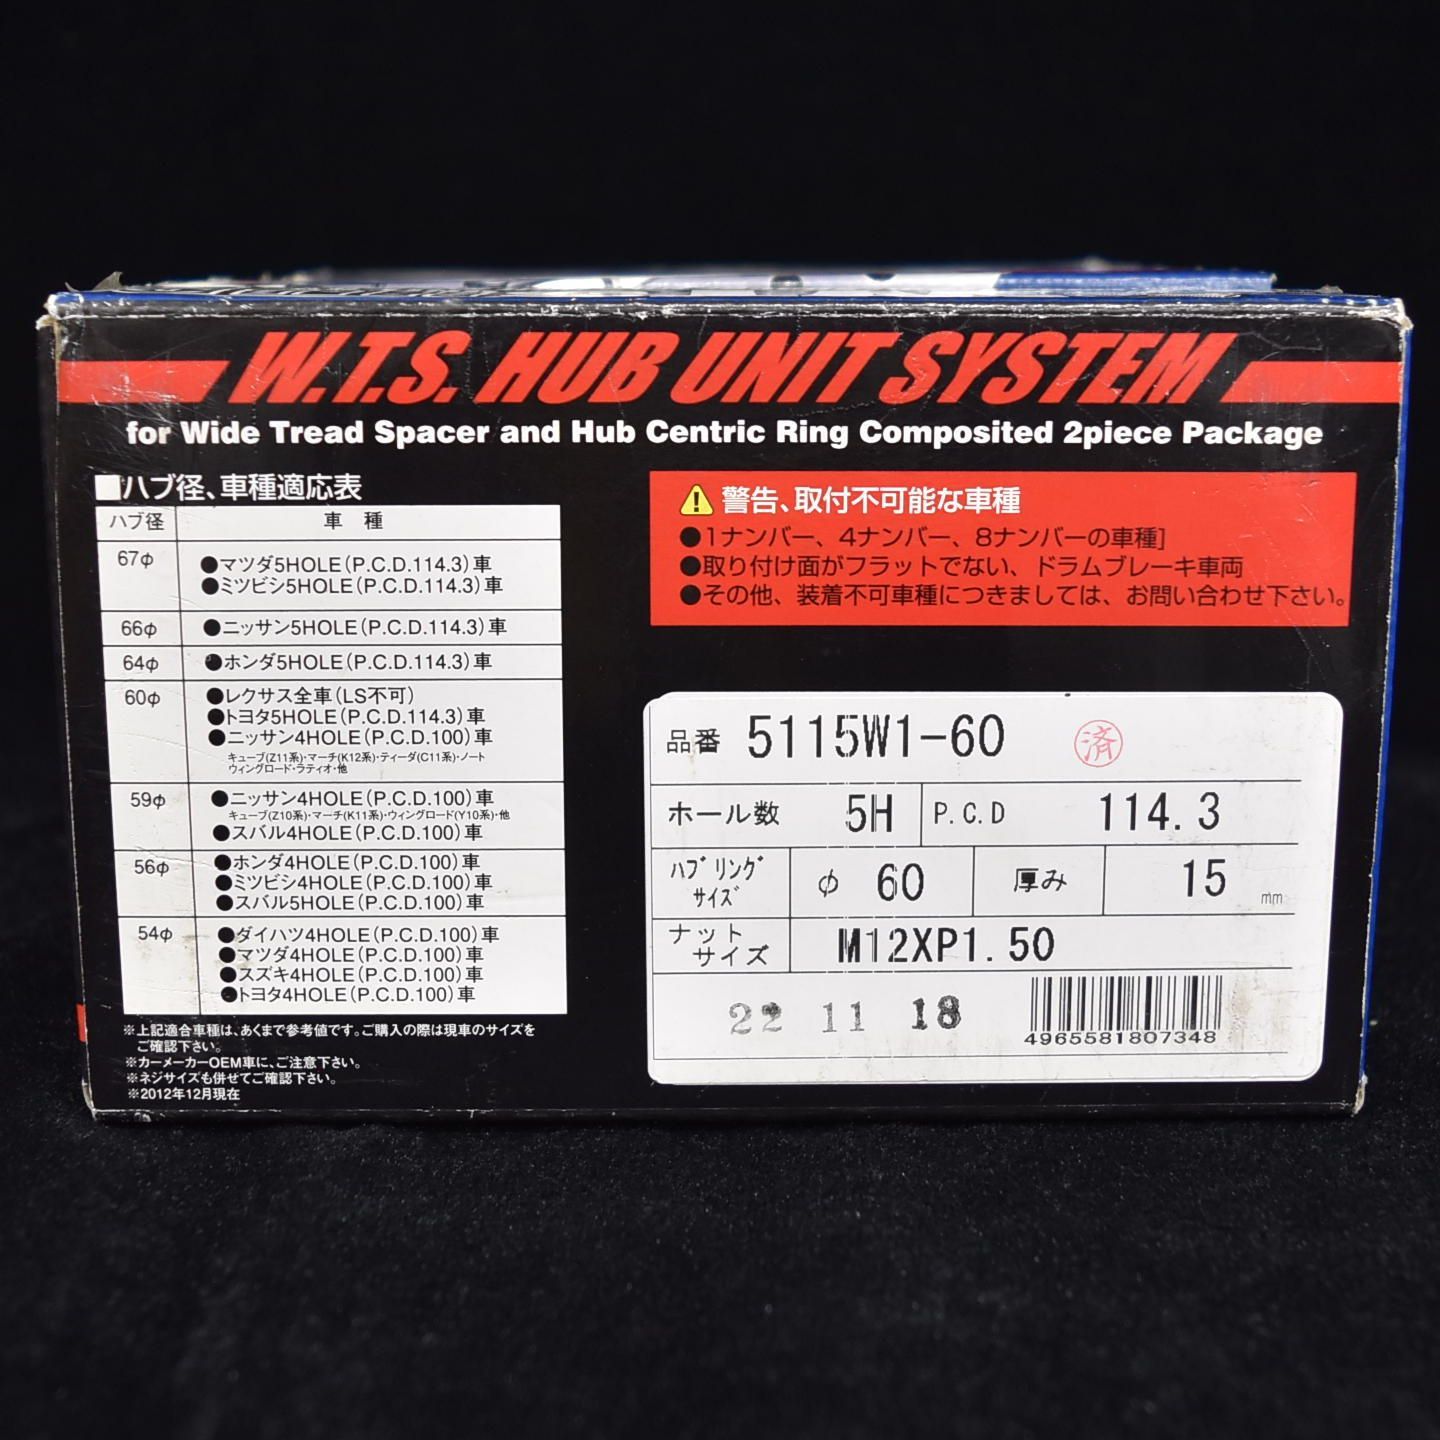 W.T.S. HUB UNIT SYSTEM
for Wide Tread Spacer and Hub Centric Ring Composited 2piece Package
■ハブ径、車種適応表
ハブ径 車種
67φ ●マツダ5HOLE(P.C.D.114.3)車
●ミツビシ5HOLE(P.C.D.114.3)車
66φ ●ニッサン5HOLE(P.C.D.114.3)車
64φ ●ホンダ5HOLE(P.C.D.114.3)車
60φ ●レクサス全車(LS不可)
●トヨタ5HOLE(P.C.D.114.3)車
●ニッサン4HOLE(P.C.D.100)車
キューブ(Z11系)・マーチ(K12系)・ティーダ(C11系)・ノート
ウィングロード・ラティオ・他
59φ ●ニッサン4HOLE(P.C.D.100)車
キューブ(Z10系)・マーチ(K11系)・ウィングロード(Y10系)・他
●スバル4HOLE(P.C.D.100)車
56φ ●ホンダ4HOLE(P.C.D.100)車
●ミツビシ4HOLE(P.C.D.100)車
●スバル5HOLE(P.C.D.100)車
54φ ●ダイハツ4HOLE(P.C.D.100)車
●マツダ4HOLE(P.C.D.100)車
●スズキ4HOLE(P.C.D.100)車
●トヨタ4HOLE(P.C.D.100)車
※上記適合車種は、あくまで参考値です。ご購入の際は現車のサイズを
ご確認下さい。
※カーメーカーOEM車に、ご注意下さい。
※ネジサイズも併せてご確認下さい。
※2012年12月現在
警告、取付不可能な車種
●1ナンバー、4ナンバー、8ナンバーの車種]
●取り付け面がフラットでない、ドラムブレーキ車両
●その他、装着不可車種につきましては、お問い合わせ下さい。
品番 5115W1-60 済
ホール数 5H P.C.D 114.3
ハブリング
サイズ φ 60 厚み 15 mm
ナット
サイズ M12XP1.50
22 11 18
4965581807348